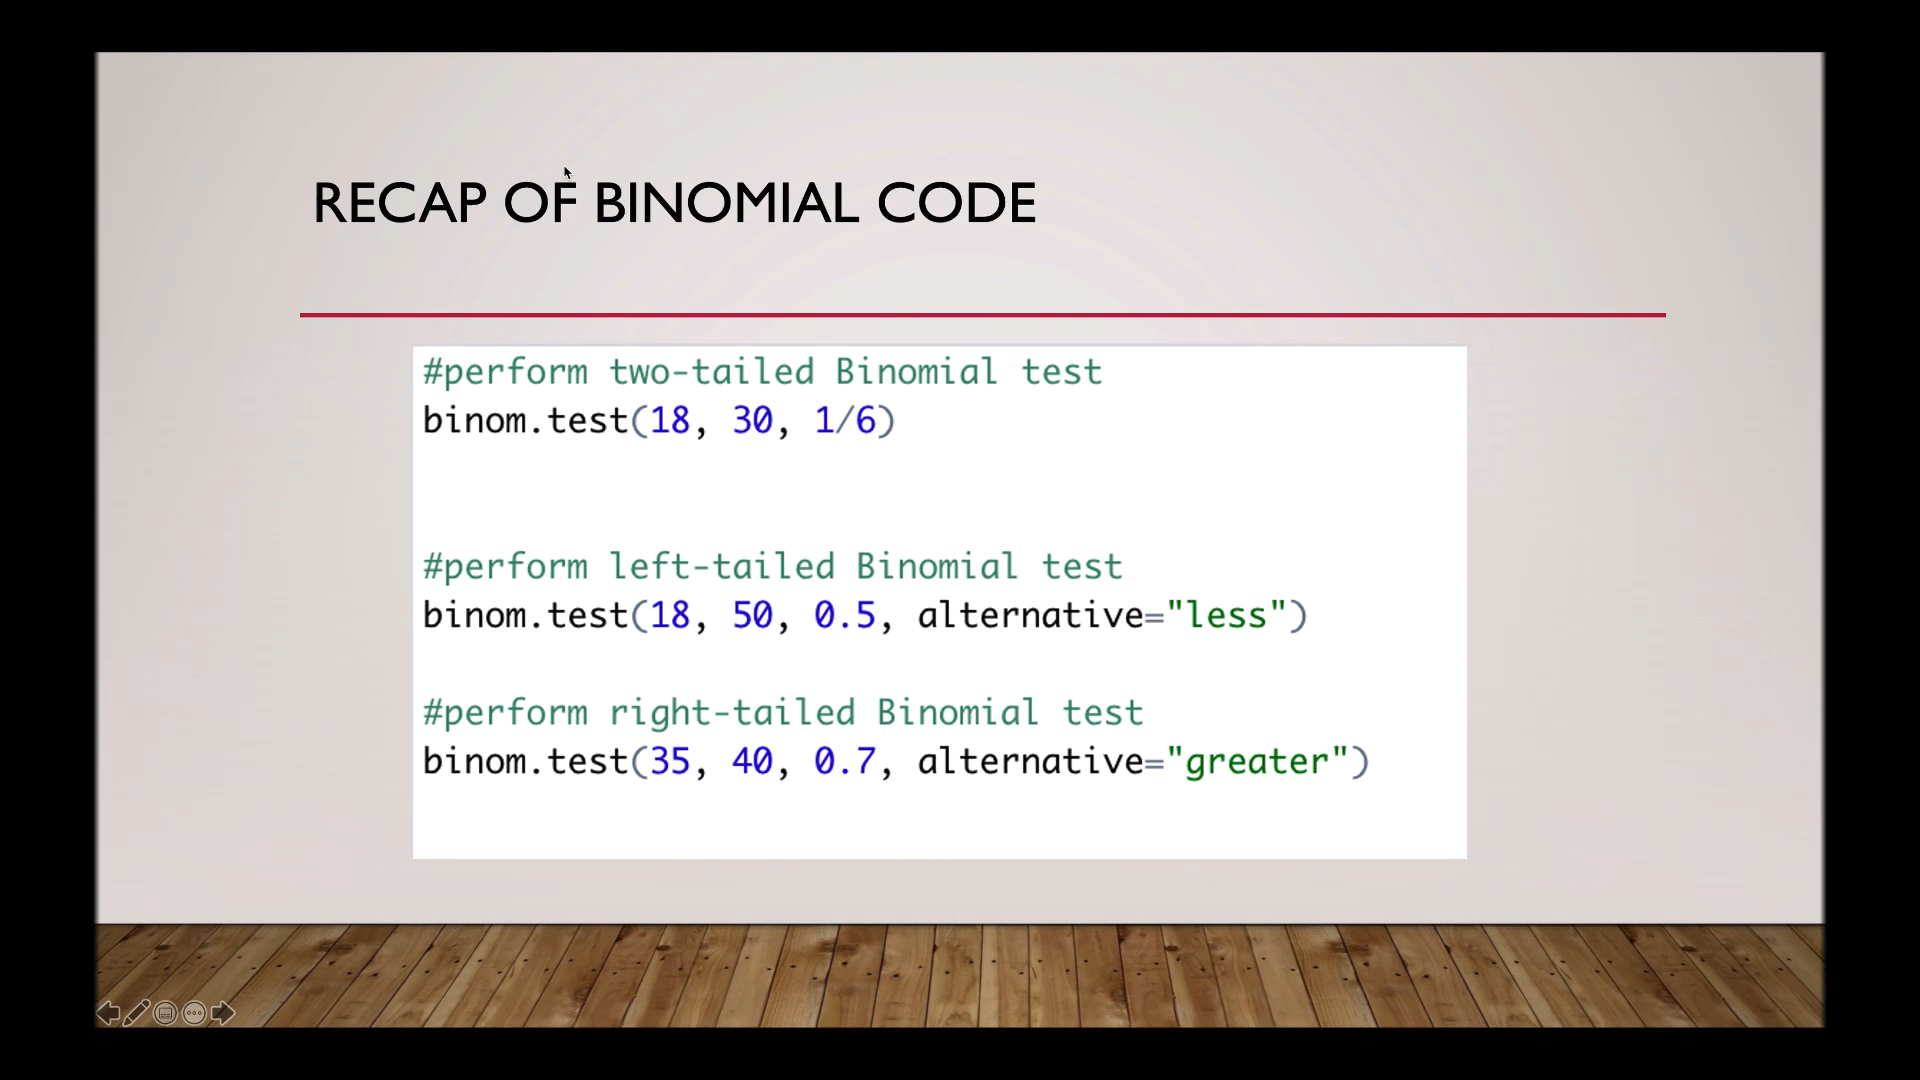 RECAP OF BINOMIAL CODE
#perform two-tailed Binomial test
binom.test(18, 30, 1/6)
#perform left-tailed Binomial test
binom.test(18, 50, 0.5, alternative="less")
#perform right-tailed Binomial test
binom.test(35, 40, 0.7, alternative="greater")